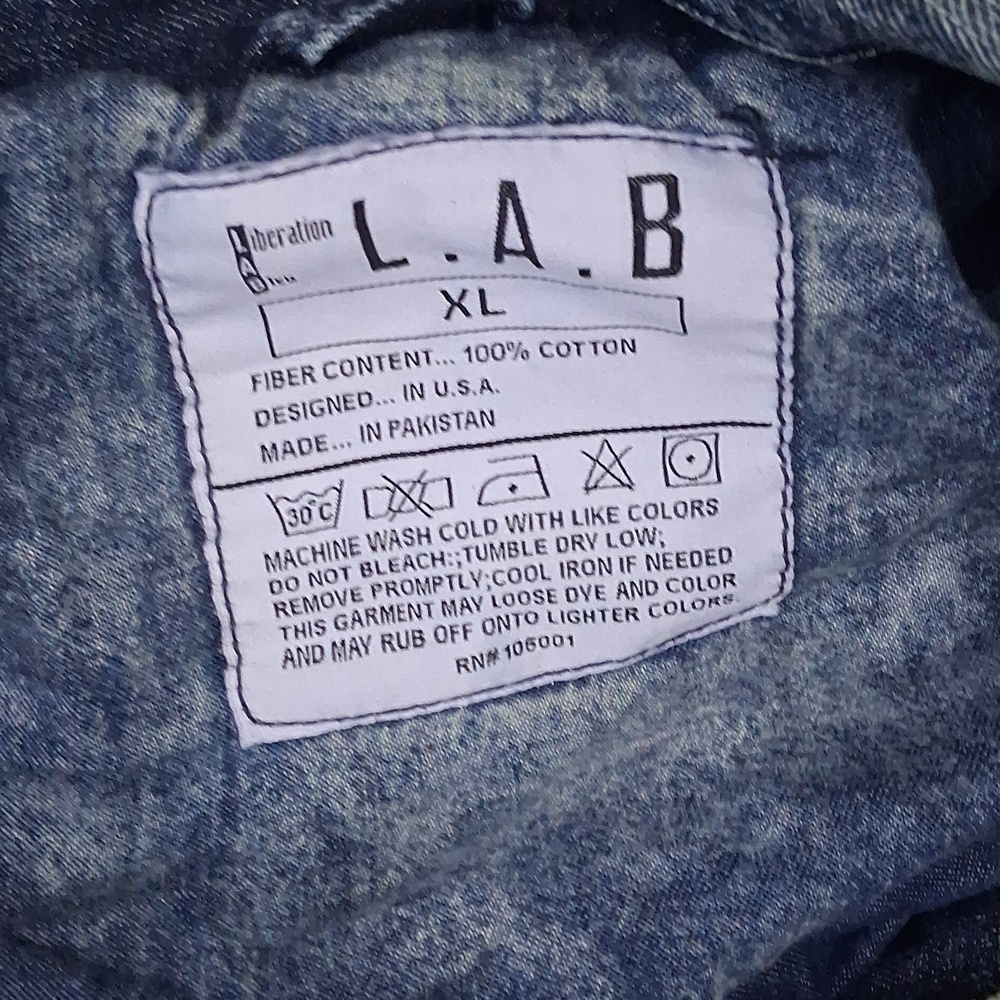 Liberation
L.A.B
XL
FIBER CONTENT... 100% COTTON
DESIGNED... IN U.S.A.
MADE... IN PAKISTAN
30°C
MACHINE WASH COLD WITH LIKE COLORS
DO NOT BLEACH:;TUMBLE DRY LOW;
REMOVE PROMPTLY;COOL IRON IF NEEDED
THIS GARMENT MAY LOOSE DYE AND COLOR
AND MAY RUB OFF ONTO LIGHTER COLORS.
RN# 106001